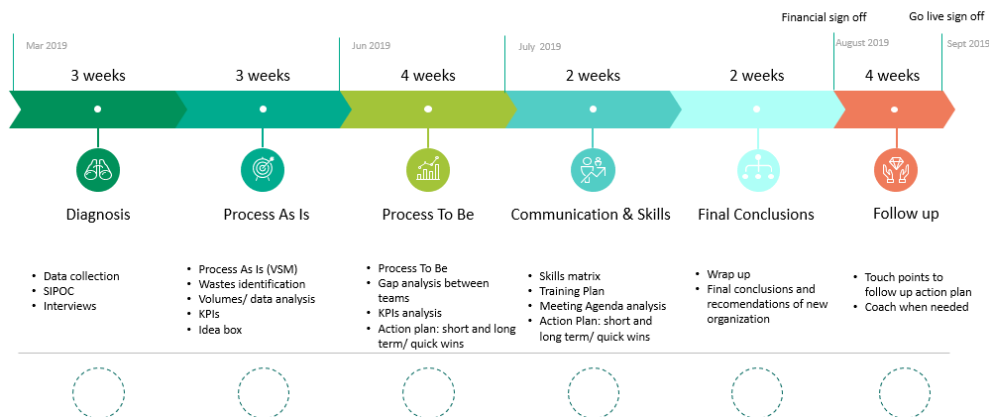 Financial sign off
Go live sign off
Mar 2019
Jun 2019
July 2019
August 2019
Sept 2019
3 weeks
3 weeks
4 weeks
2 weeks
2 weeks
4 weeks
Diagnosis
Process As Is
Process To Be
Communication & Skills
Final Conclusions
Follow up
• Data collection
• SIPOC
• Interviews
• Process As Is (VSM)
• Wastes identification
• Volumes/ data analysis
• KPIs
• Idea box
• Process To Be
• Gap analysis between
teams
• KPIs analysis
• Action plan: short and long
term/ quick wins
• Skills matrix
• Training Plan
• Meeting Agenda analysis
• Action Plan: short and
long term/ quick wins
• Wrap up
• Final conclusions and
recomendations of new
organization
• Touch points to
follow up action plan
• Coach when needed